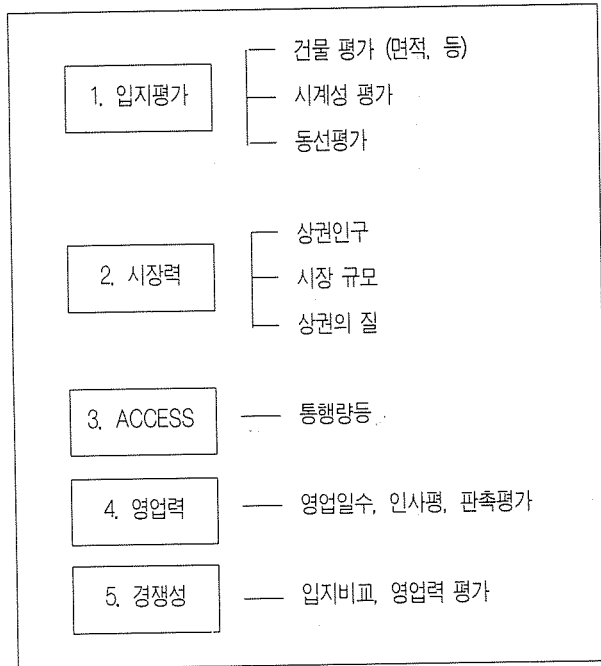 1. 입지평가
건물 평가 (면적, 등)
시계성 평가
동선평가
2. 시장력
상권인구
시장 규모
상권의 질
3. ACCESS
통행량등
4. 영업력
영업일수, 인사평, 판촉평가
5. 경쟁성
입지비교, 영업력 평가